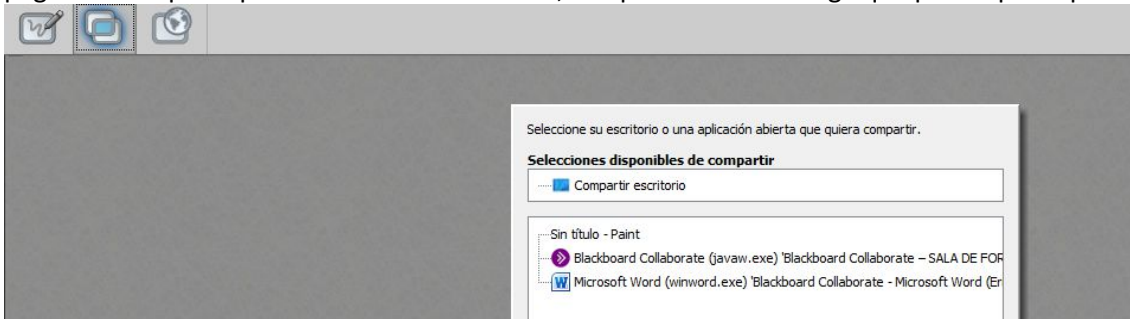 Seleccione su escritorio o una aplicación abierta que quiera compartir.
Selecciones disponibles de compartir
Compartir escritorio
Sin título - Paint
Blackboard Collaborate (javaw.exe) 'Blackboard Collaborate – SALA DE FOR
Microsoft Word (winword.exe) 'Blackboard Collaborate - Microsoft Word (Er